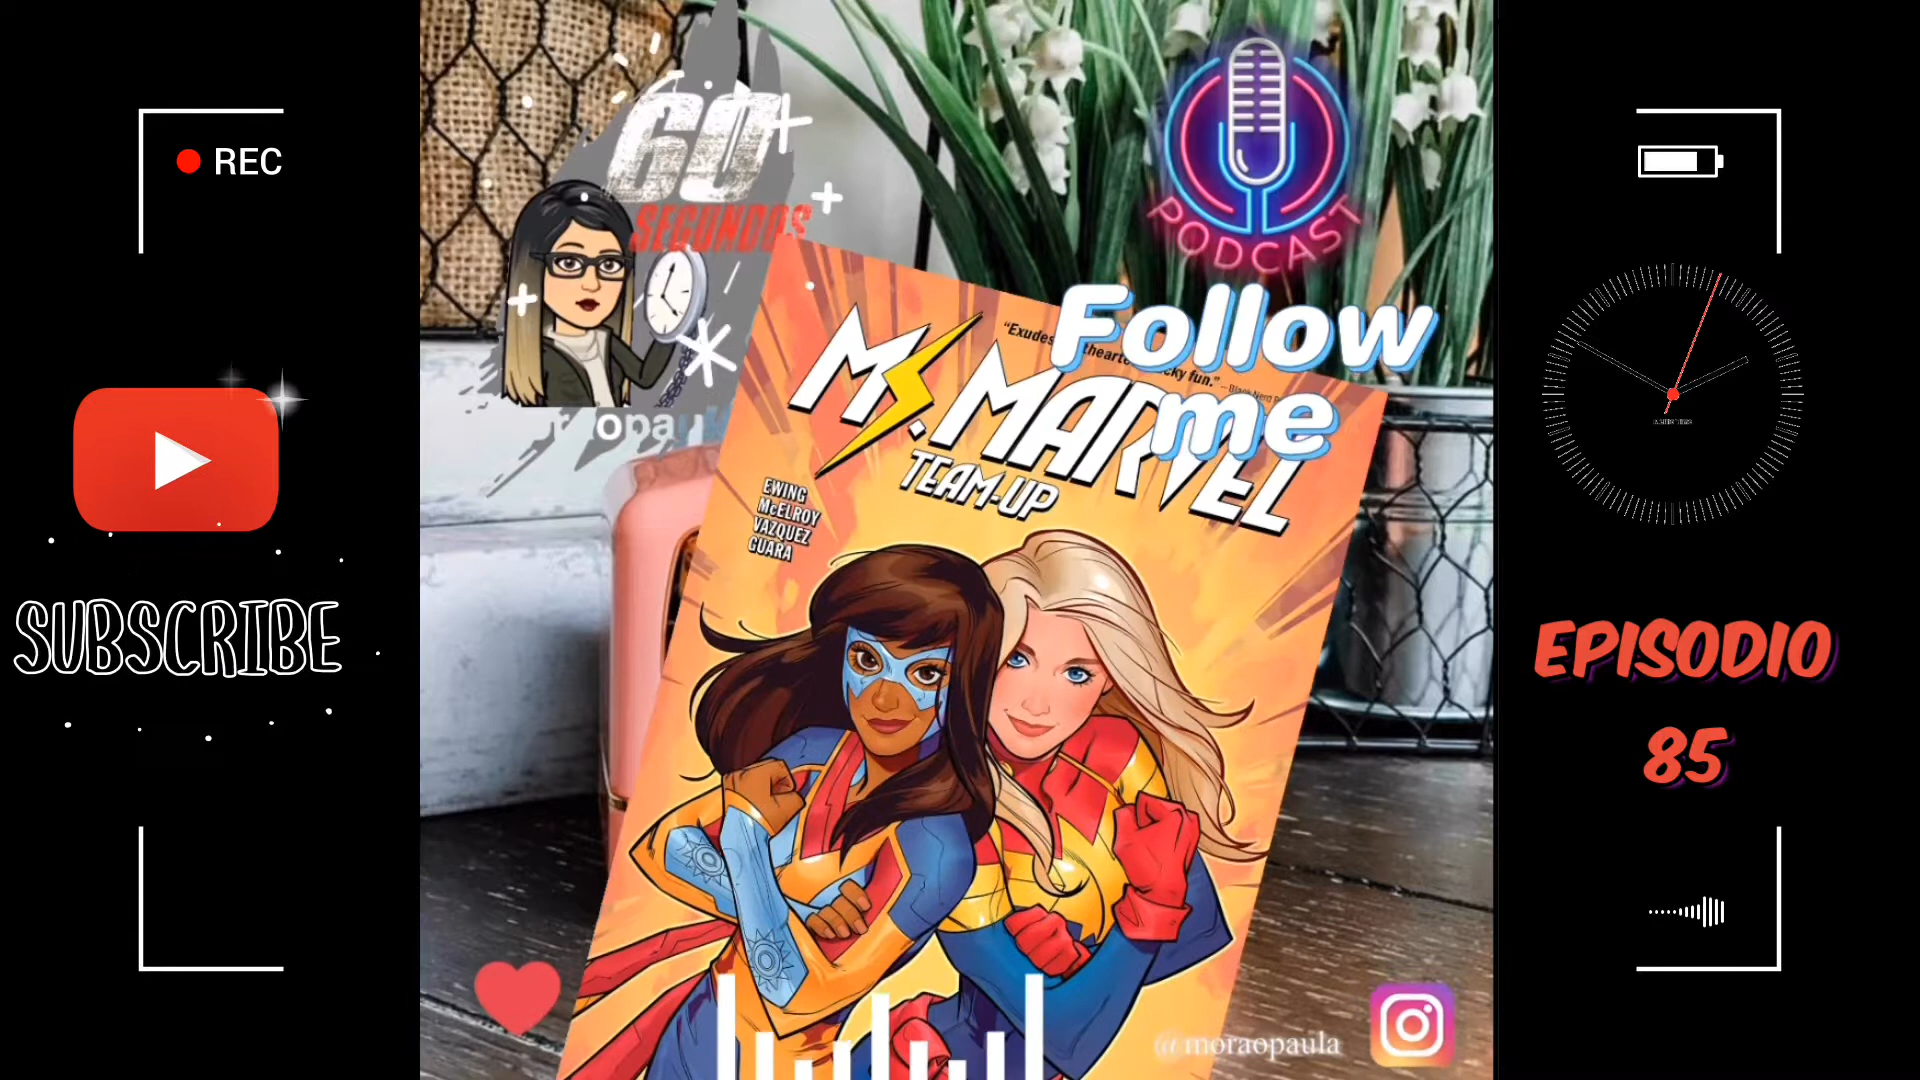 REC
SUBSCRIBE
60
SEGUNDOS
PODCAST
Follow
me
"Exudes
cky fun."
MS. MARVEL
TEAM-UP
EWING
McELROY
VAZQUEZ
GUARA
@moraopaula
EPISODIO
85